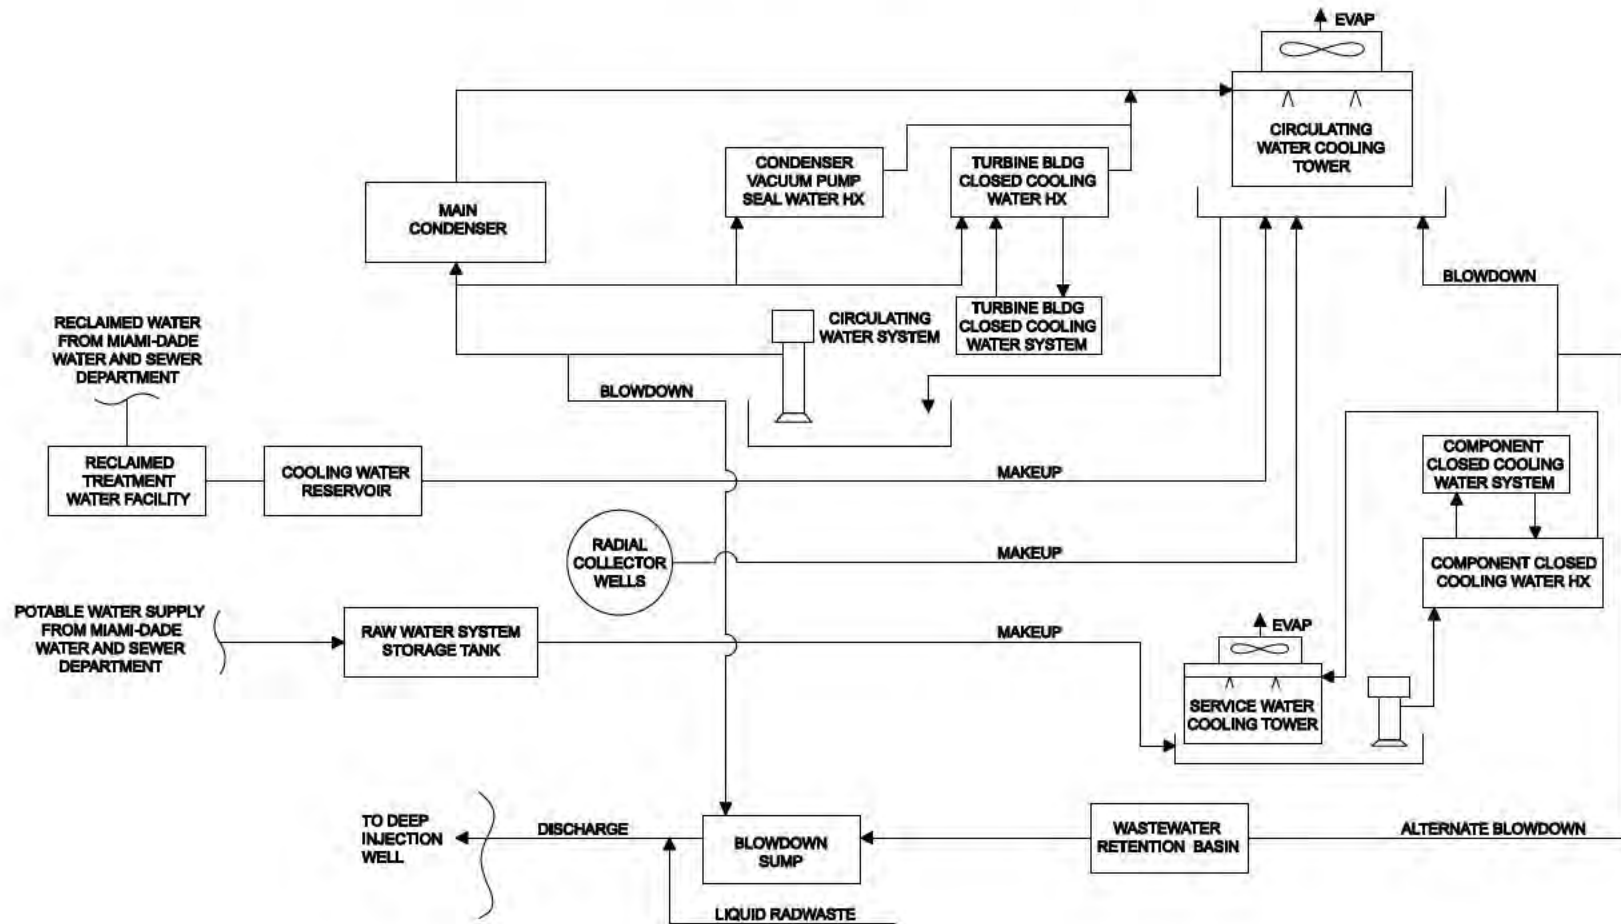 EVAP
CIRCULATING
WATER COOLING
TOWER
CONDENSER
VACUUM PUMP
SEAL WATER HX
TURBINE BLDG
CLOSED COOLING
WATER HX
MAIN
CONDENSER
BLOWDOWN
TURBINE BLDG
CLOSED COOLING
WATER SYSTEM
CIRCULATING
WATER SYSTEM
RECLAIMED WATER
FROM MIAMI-DADE
WATER AND SEWER
DEPARTMENT
BLOWDOWN
RECLAIMED
TREATMENT
WATER FACILITY
COOLING WATER
RESERVOIR
MAKEUP
COMPONENT
CLOSED COOLING
WATER SYSTEM
RADIAL
COLLECTOR
WELLS
MAKEUP
COMPONENT CLOSED
COOLING WATER HX
POTABLE WATER SUPPLY
FROM MIAMI-DADE
WATER AND SEWER
DEPARTMENT
RAW WATER SYSTEM
STORAGE TANK
MAKEUP
EVAP
SERVICE WATER
COOLING TOWER
TO DEEP
INJECTION
WELL
DISCHARGE
BLOWDOWN
SUMP
WASTEWATER
RETENTION BASIN
ALTERNATE BLOWDOWN
LIQUID RADWASTE